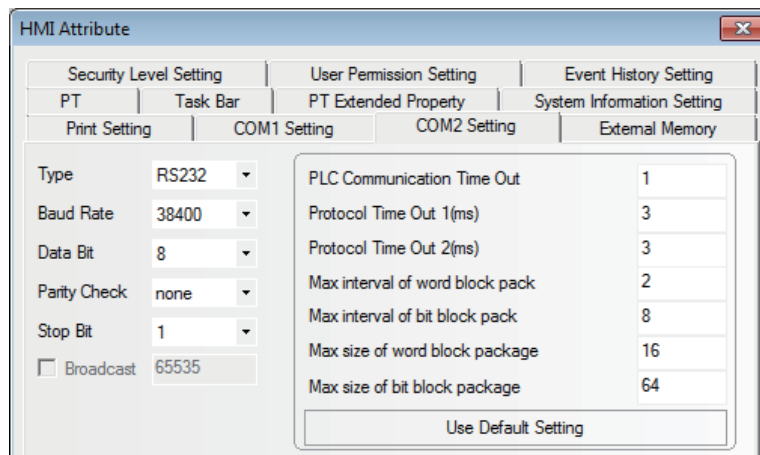 HMI Attribute
Security Level Setting User Permission Setting Event History Setting
PT Task Bar PT Extended Property System Information Setting
Print Setting COM1 Setting COM2 Setting External Memory
Type RS232
Baud Rate 38400
Data Bit 8
Parity Check none
Stop Bit 1
Broadcast 65535
PLC Communication Time Out 1
Protocol Time Out 1(ms) 3
Protocol Time Out 2(ms) 3
Max interval of word block pack 2
Max interval of bit block pack 8
Max size of word block package 16
Max size of bit block package 64
Use Default Setting